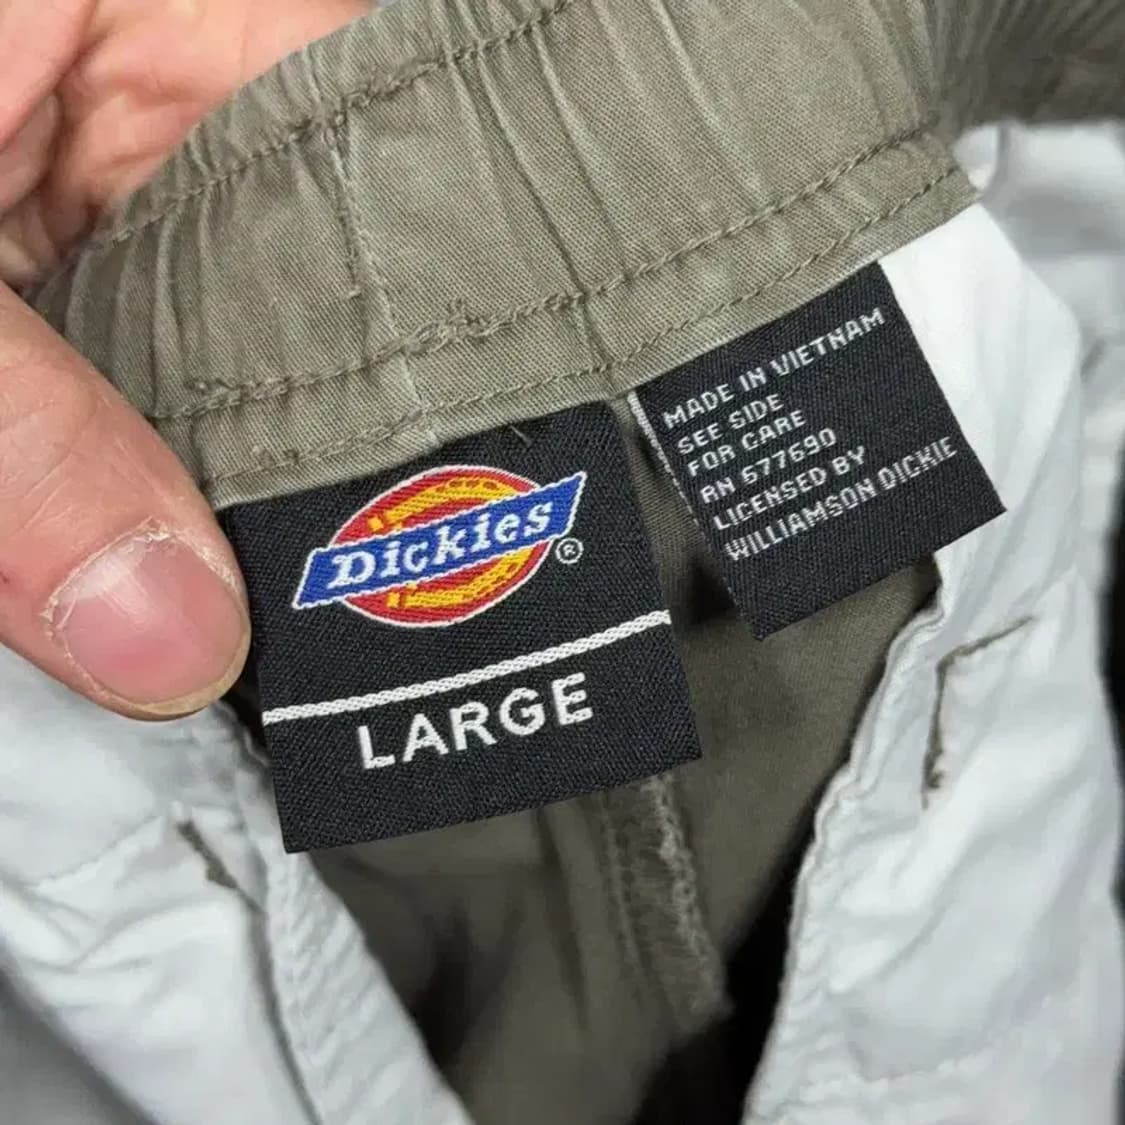 Dickies®
LARGE
MADE IN VIETNAM
SEE SIDE
FOR CARE
RN 677690
LICENSED BY
WILLIAMSON DICKIE